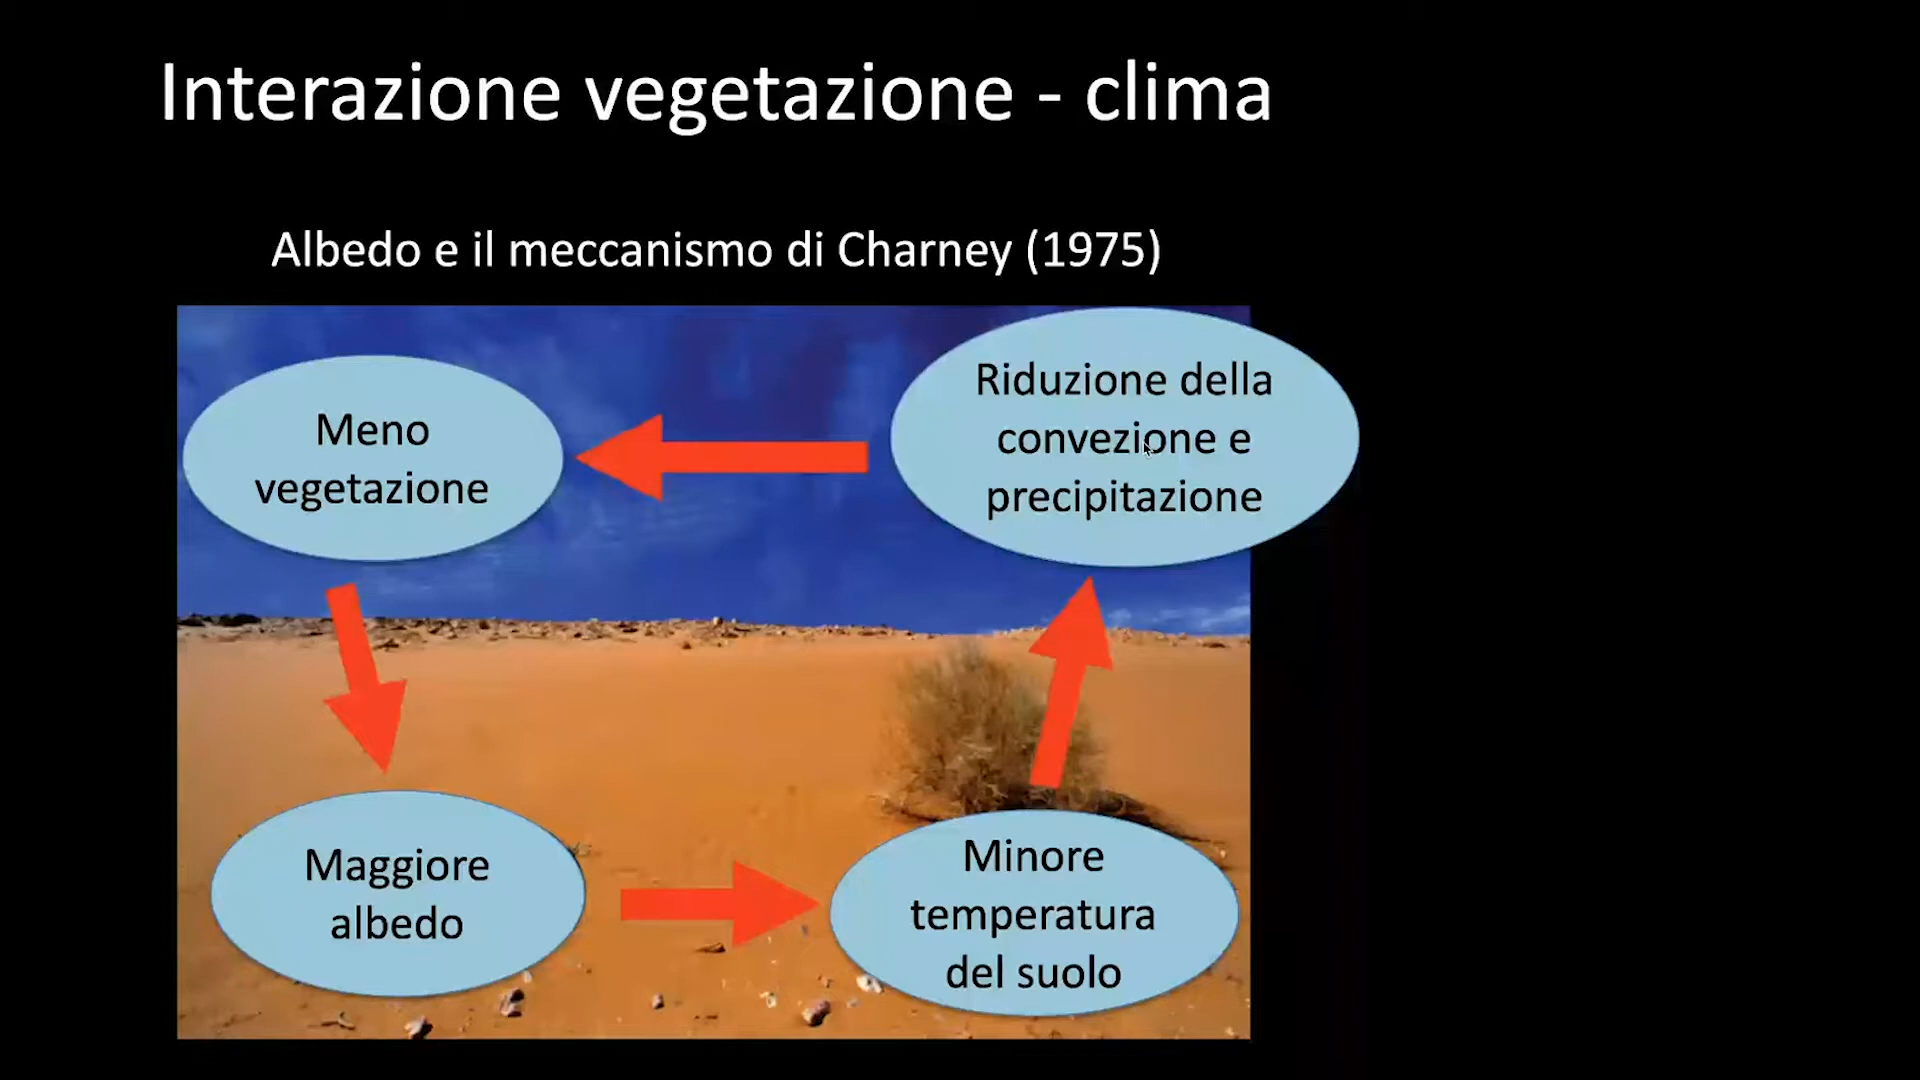 Interazione vegetazione - clima
Albedo e il meccanismo di Charney (1975)
Meno
vegetazione
Riduzione della
convezione e
precipitazione
Maggiore
albedo
Minore
temperatura
del suolo